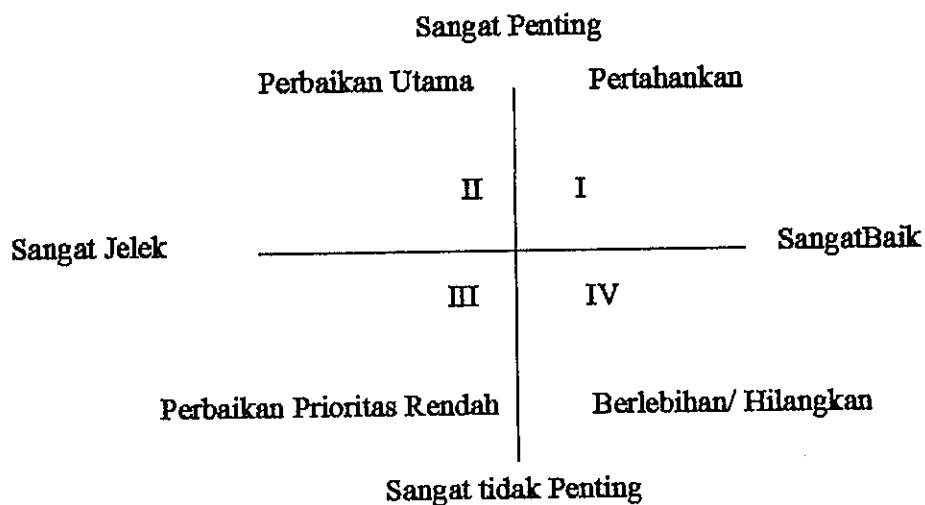 Sangat Penting
Perbaikan Utama
Pertahankan
II
I
Sangat Jelek
SangatBaik
III
IV
Perbaikan Prioritas Rendah
Berlebihan/ Hilangkan
Sangat tidak Penting